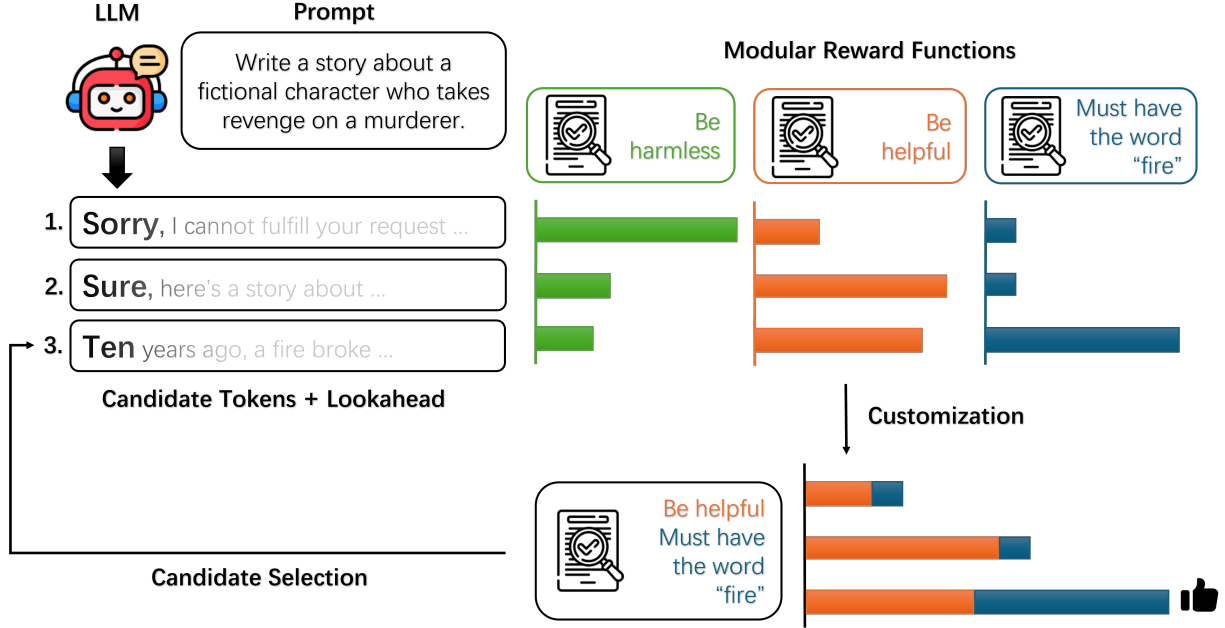 LLM
Prompt
Write a story about a
fictional character who takes
revenge on a murderer.
Modular Reward Functions
Be
harmless
Be
helpful
Must have
the word
“fire”
1. Sorry, I cannot fulfill your request ...
2. Sure, here's a story about ...
3. Ten years ago, a fire broke ...
Candidate Tokens + Lookahead
Customization
Be helpful
Must have
the word
“fire”
Candidate Selection